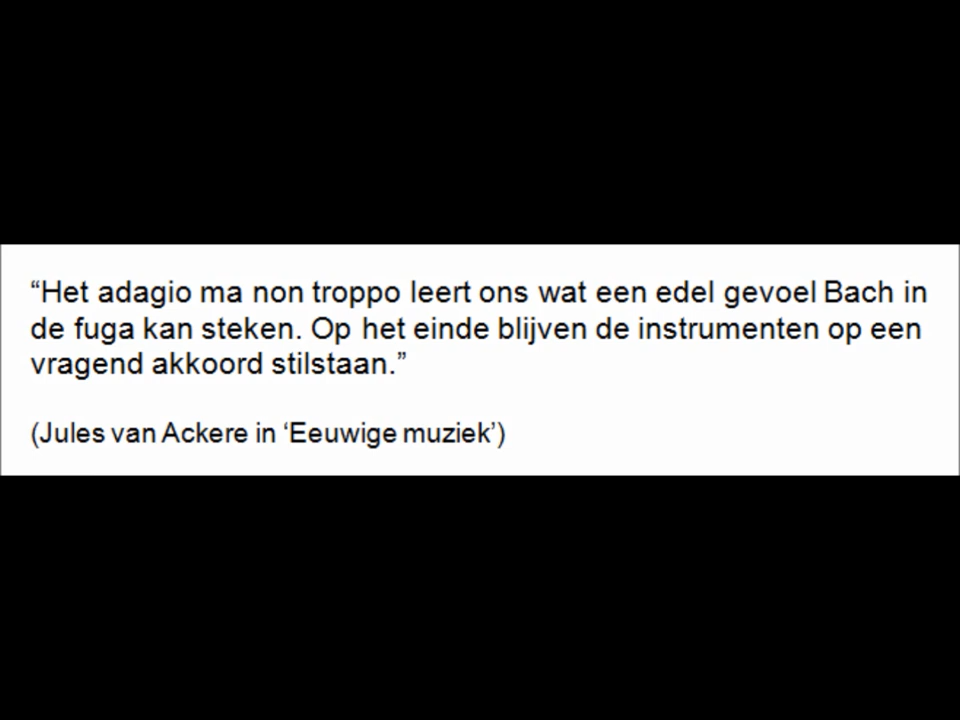 “Het adagio ma non troppo leert ons wat een edel gevoel Bach in
de fuga kan steken. Op het einde blijven de instrumenten op een
vragend akkoord stilstaan.”
(Jules van Ackere in ‘Eeuwige muziek’)